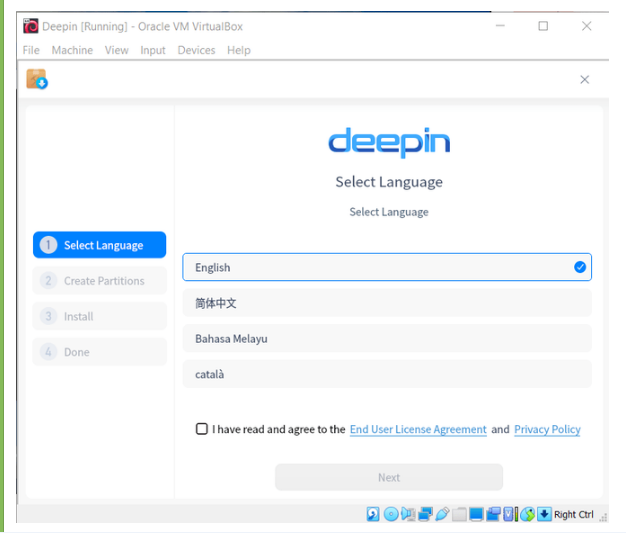 Deepin [Running] - Oracle VM VirtualBox
File Machine View Input Devices Help
deepin
Select Language
Select Language
1 Select Language
2 Create Partitions
3 Install
4 Done
English
简体中文
Bahasa Melayu
català
I have read and agree to the End User License Agreement and Privacy Policy
Next
Right Ctrl